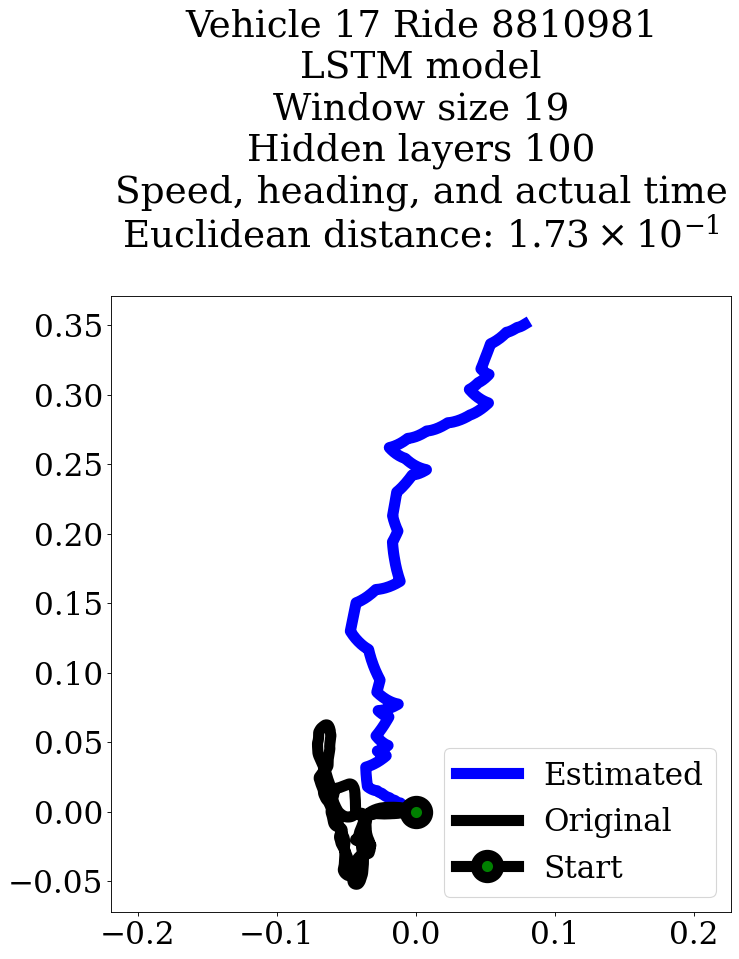 Vehicle 17 Ride 8810981
LSTM model
Window size 19
Hidden layers 100
Speed, heading, and actual time
Euclidean distance: 1.73 × 10⁻¹
0.35
0.30
0.25
0.20
0.15
0.10
0.05
0.00
−0.05
−0.2 −0.1 0.0 0.1 0.2
Estimated
Original
Start